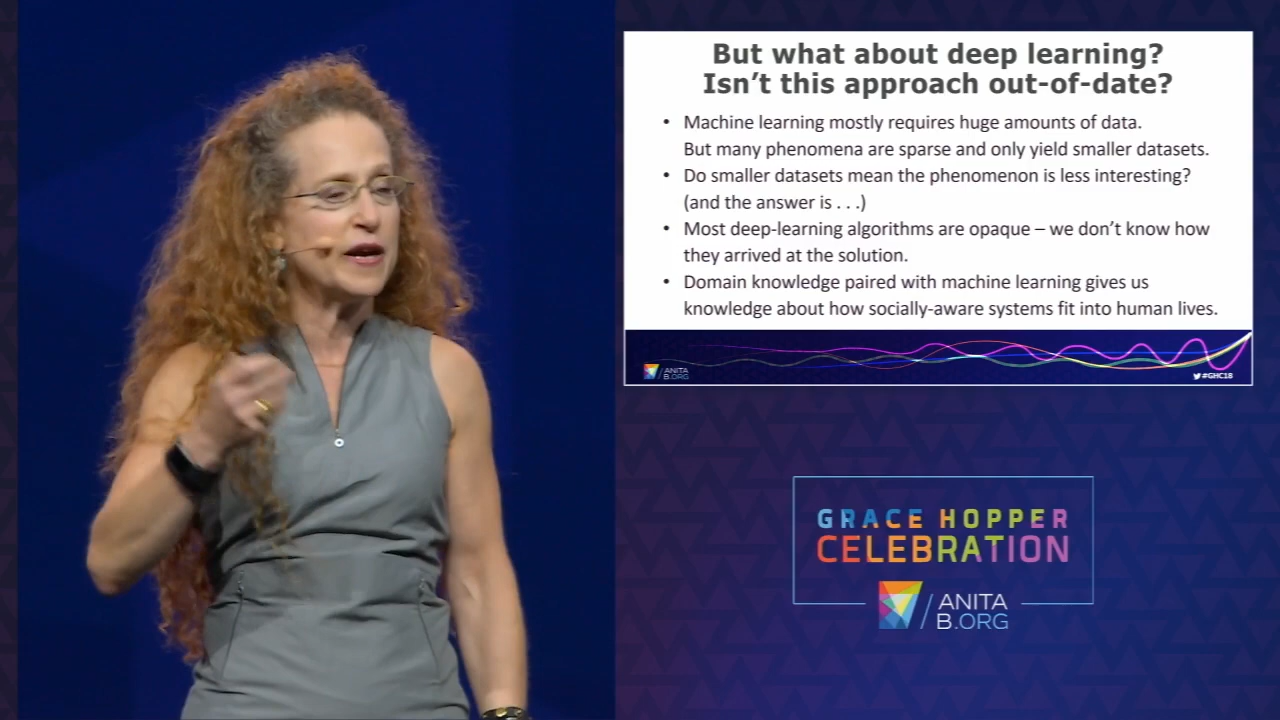 But what about deep learning?
Isn't this approach out-of-date?
• Machine learning mostly requires huge amounts of data.
But many phenomena are sparse and only yield smaller datasets.
• Do smaller datasets mean the phenomenon is less interesting?
(and the answer is . . .)
• Most deep-learning algorithms are opaque – we don't know how
they arrived at the solution.
• Domain knowledge paired with machine learning gives us
knowledge about how socially-aware systems fit into human lives.
ANITA
B.ORG
#GHC18
GRACE HOPPER
CELEBRATION
ANITA
B.ORG